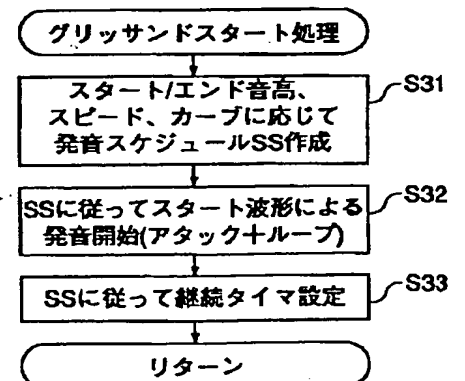 グリッサンドスタート処理
スタート/エンド音高、
スピード、カーブに応じて
発音スケジュールSS作成
S31
SSに従ってスタート波形による
発音開始(アタック＋ループ)
S32
SSに従って継続タイマ設定
S33
リターン